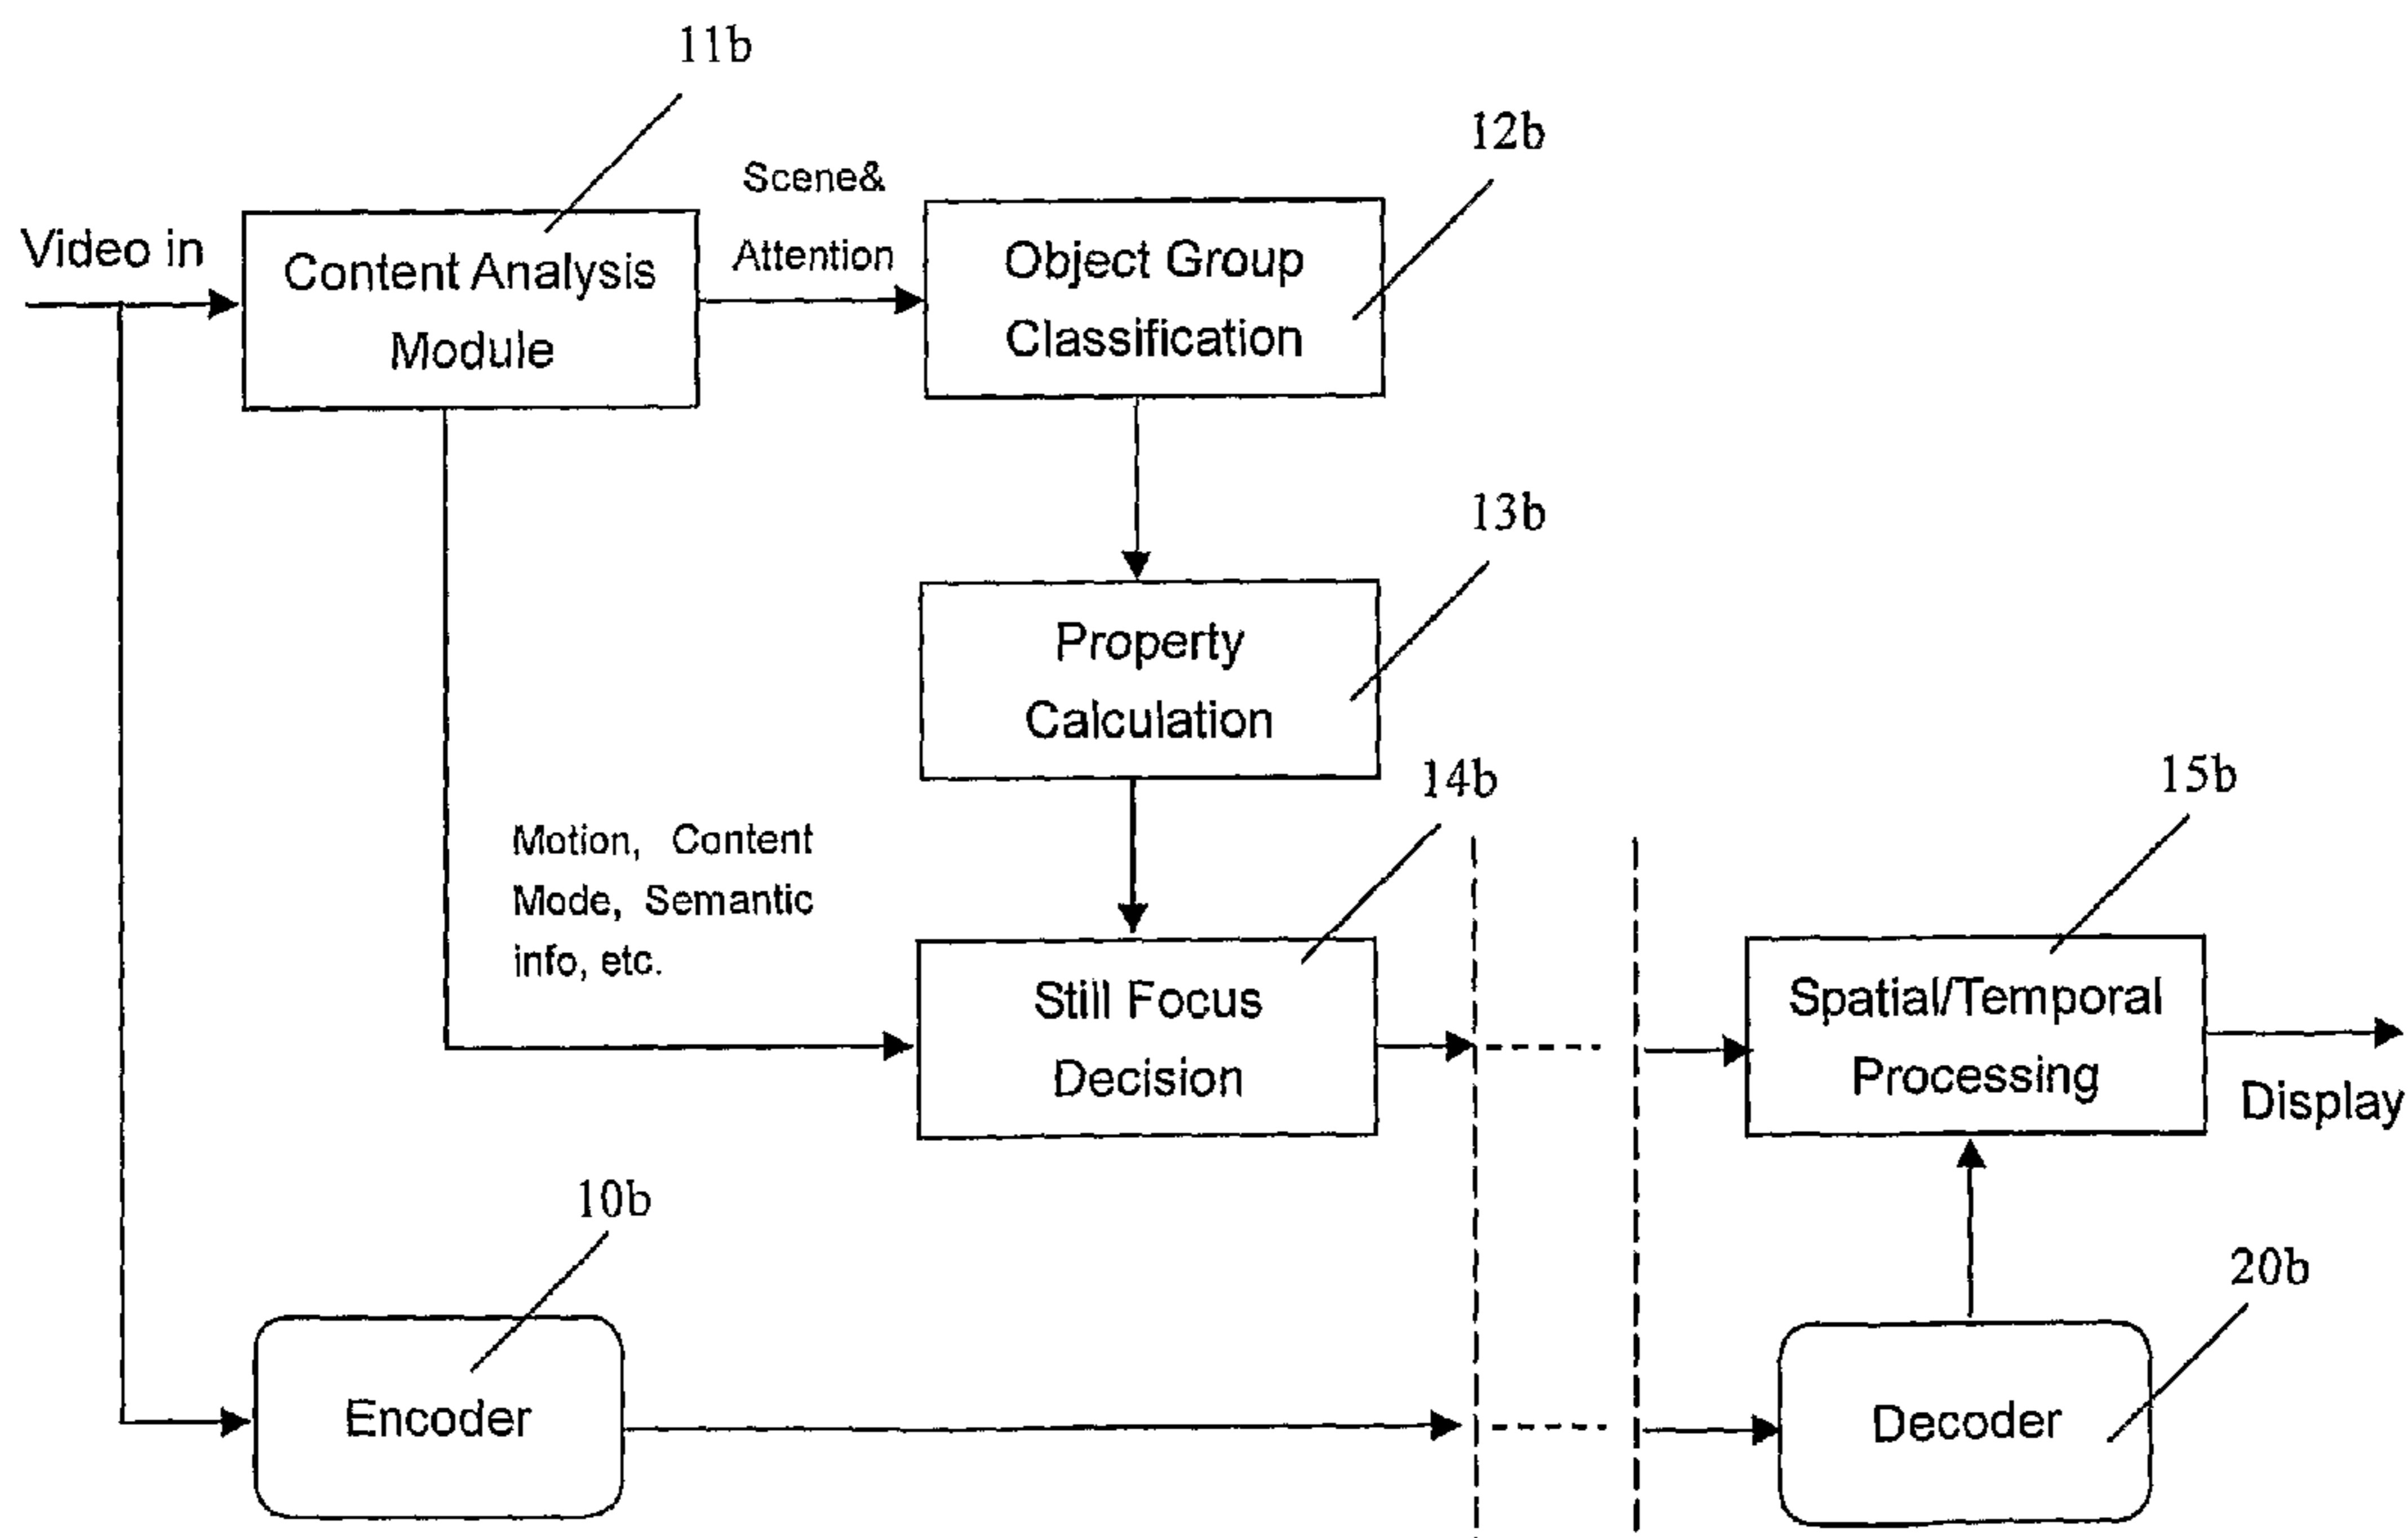 11b
12b
Scene&
Attention
Video in
Content Analysis
Module
Object Group
Classification
13b
Property
Calculation
14b
15b
Motion, Content
Mode, Semantic
info, etc.
Still Focus
Decision
Spatial/Temporal
Processing
Display
10b
20b
Encoder
Decoder